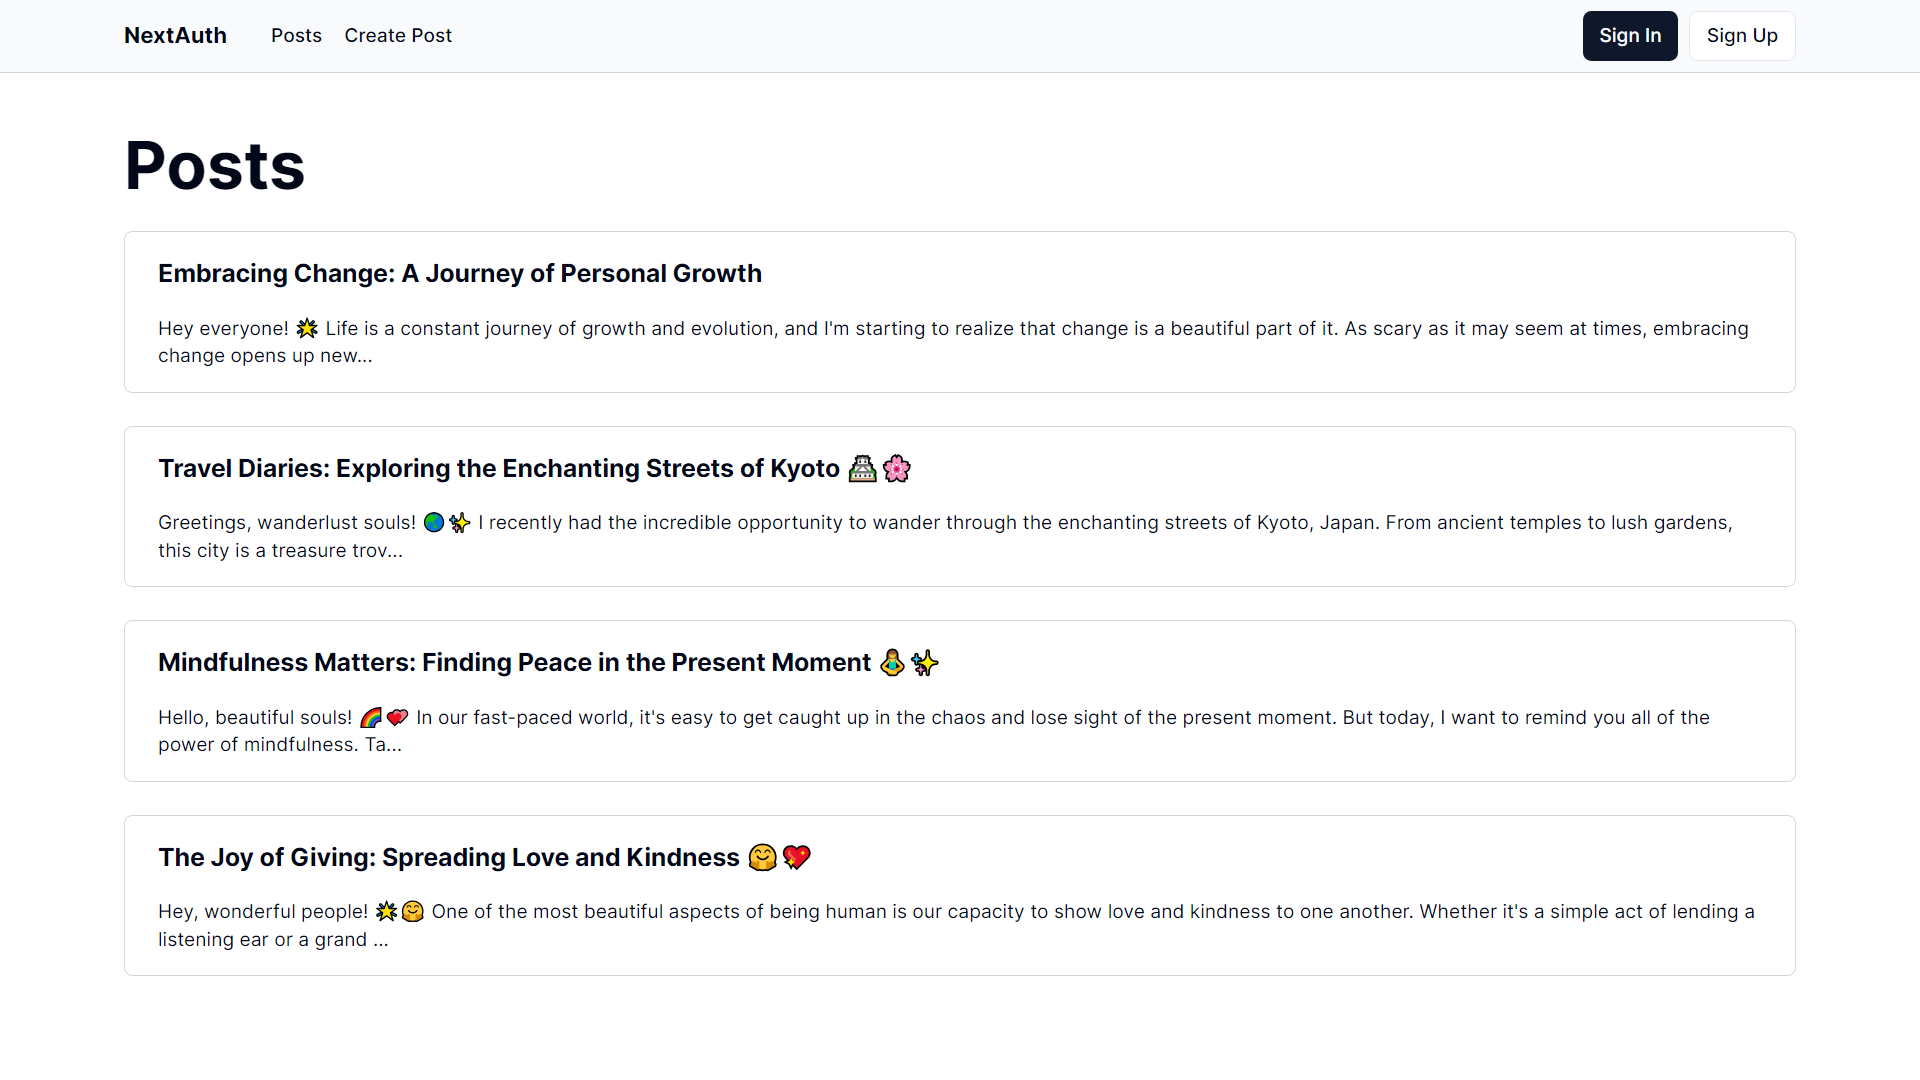 NextAuth Posts Create Post Sign In Sign Up
Posts
Embracing Change: A Journey of Personal Growth
Hey everyone! 🌟 Life is a constant journey of growth and evolution, and I'm starting to realize that change is a beautiful part of it. As scary as it may seem at times, embracing
change opens up new...
Travel Diaries: Exploring the Enchanting Streets of Kyoto 🏯🌸
Greetings, wanderlust souls! 🌏✨ I recently had the incredible opportunity to wander through the enchanting streets of Kyoto, Japan. From ancient temples to lush gardens,
this city is a treasure trov...
Mindfulness Matters: Finding Peace in the Present Moment 🧘‍♀️✨
Hello, beautiful souls! 🌈💖 In our fast-paced world, it's easy to get caught up in the chaos and lose sight of the present moment. But today, I want to remind you all of the
power of mindfulness. Ta...
The Joy of Giving: Spreading Love and Kindness 🤗💖
Hey, wonderful people! 🌟🤗 One of the most beautiful aspects of being human is our capacity to show love and kindness to one another. Whether it's a simple act of lending a
listening ear or a grand ...